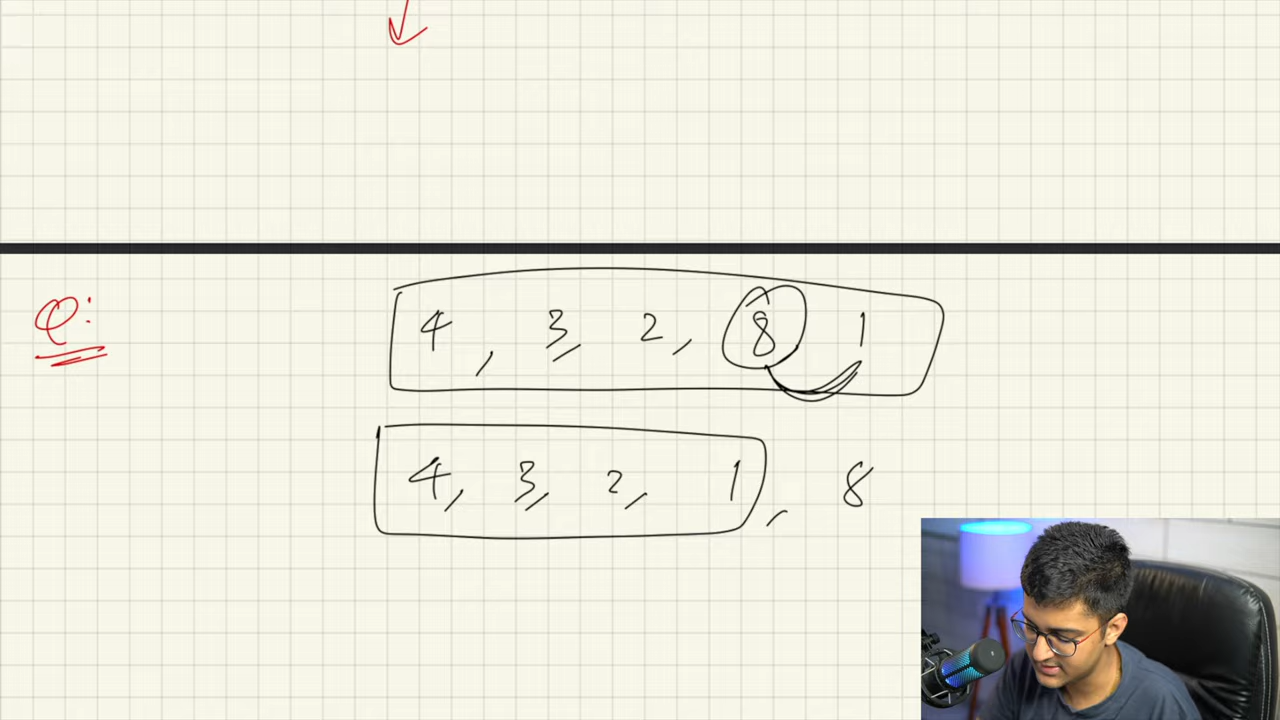 Q:
4, 3, 2, 8 1
4, 3, 2, 1, 8